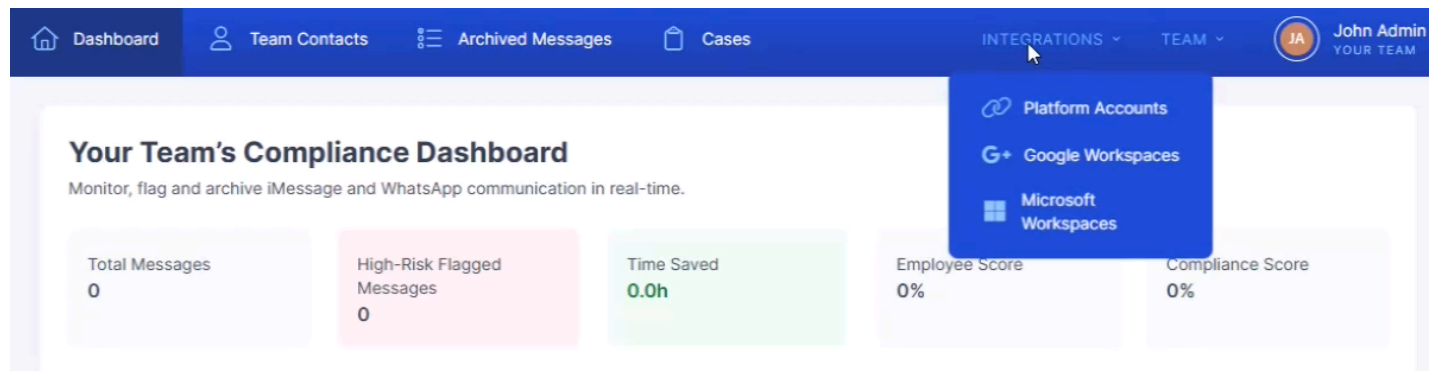 Dashboard
Team Contacts
Archived Messages
Cases
INTEGRATIONS
TEAM
JA
John Admin
YOUR TEAM
Platform Accounts
G+ Google Workspaces
Microsoft
Workspaces
Your Team’s Compliance Dashboard
Monitor, flag and archive iMessage and WhatsApp communication in real-time.
Total Messages
0
High-Risk Flagged
Messages
0
Time Saved
0.0h
Employee Score
0%
Compliance Score
0%